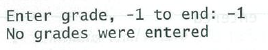 Enter grade, -1 to end: -1
No grades were entered